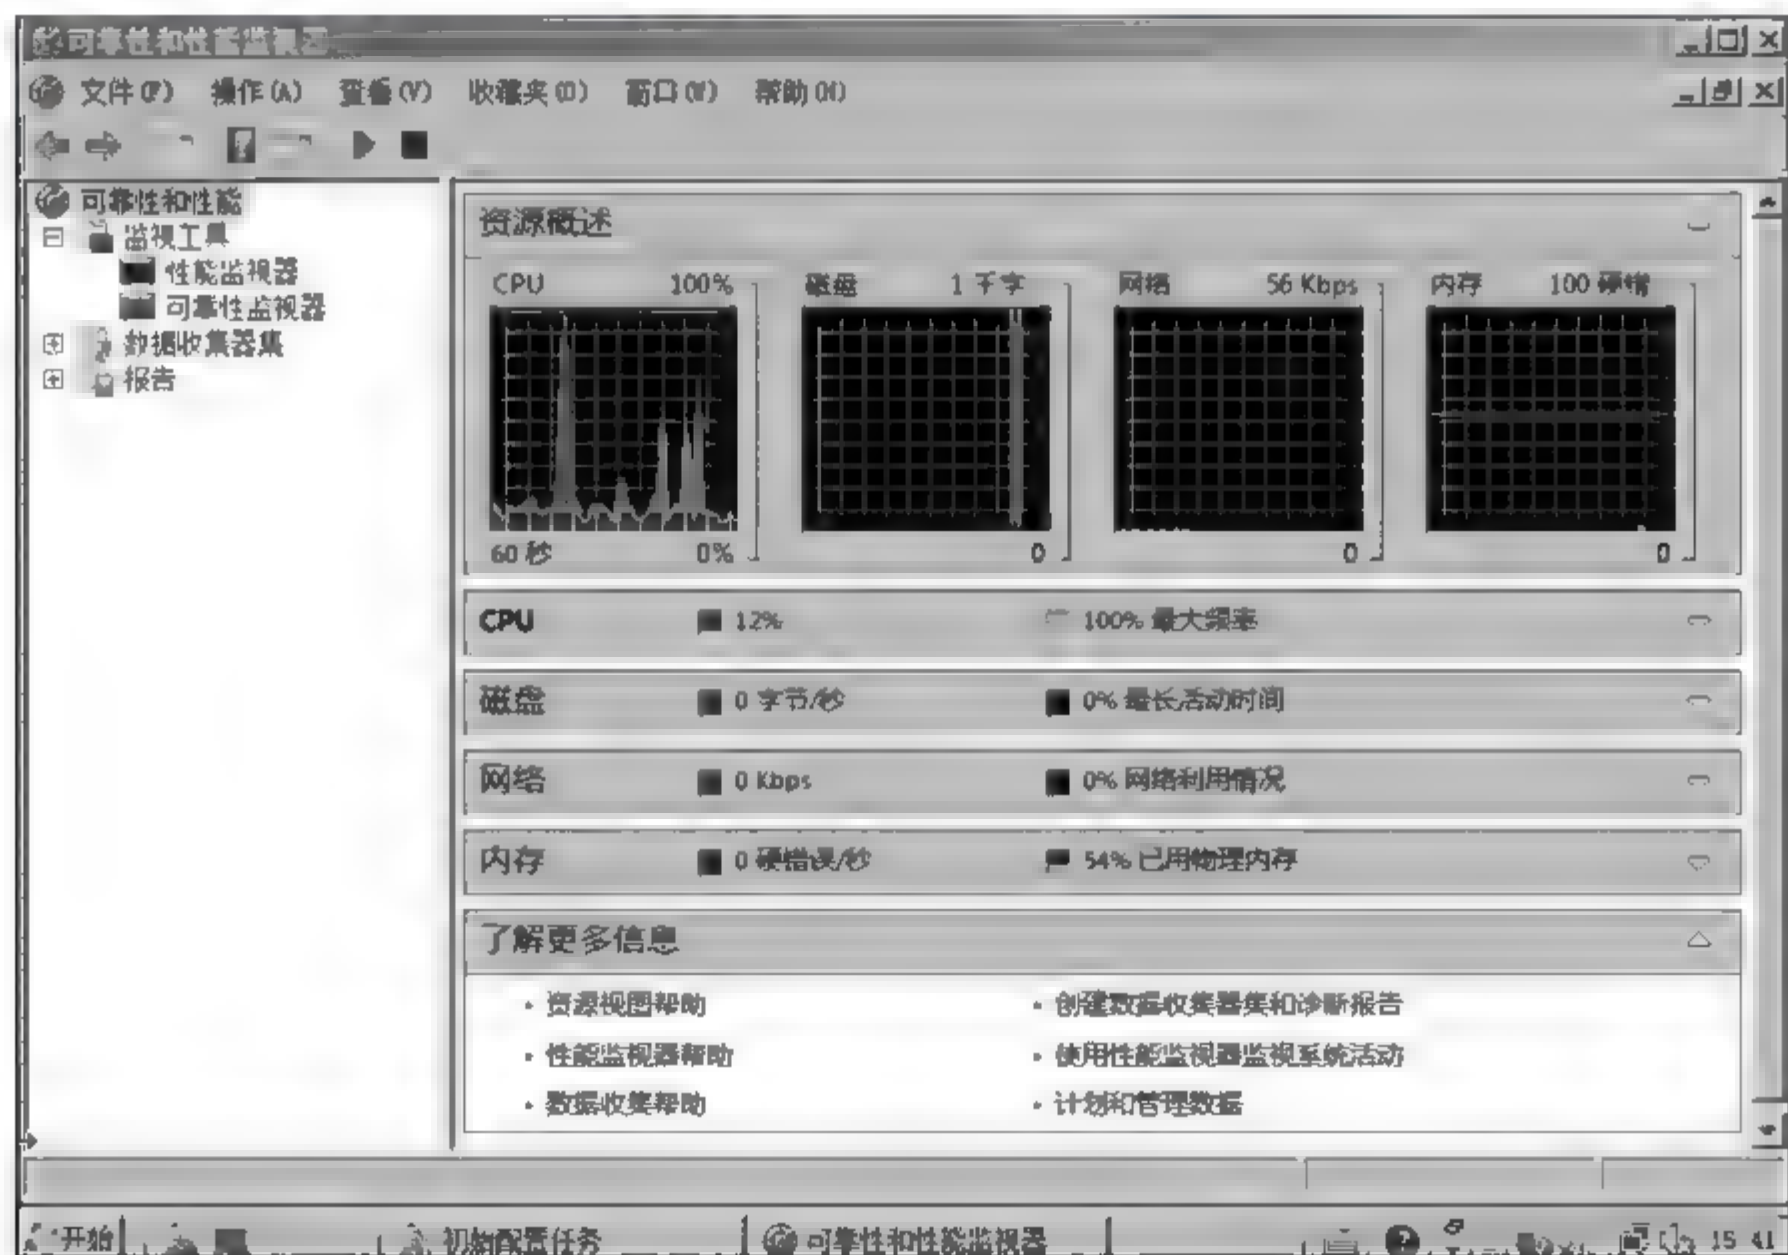 可靠性和性能监视器
文件(F) 操作(A) 查看(V) 收藏夹(O) 窗口(W) 帮助(H)
可靠性和性能
监视工具
性能监视器
可靠性监视器
数据收集器集
报告
资源概述
CPU 100% 磁盘 1 千字 网络 56 Kbps 内存 100 硬错
60 秒 0% 0 0 0
CPU 12% 100% 最大频率
磁盘 0 字节/秒 0% 最长活动时间
网络 0 Kbps 0% 网络利用情况
内存 0 硬错误/秒 54% 已用物理内存
了解更多信息
· 资源视图帮助 · 创建数据收集器集和诊断报告
· 性能监视器帮助 · 使用性能监视器监视系统活动
· 数据收集帮助 · 计划和管理数据
开始 初始配置任务 可靠性和性能监视器 15 41